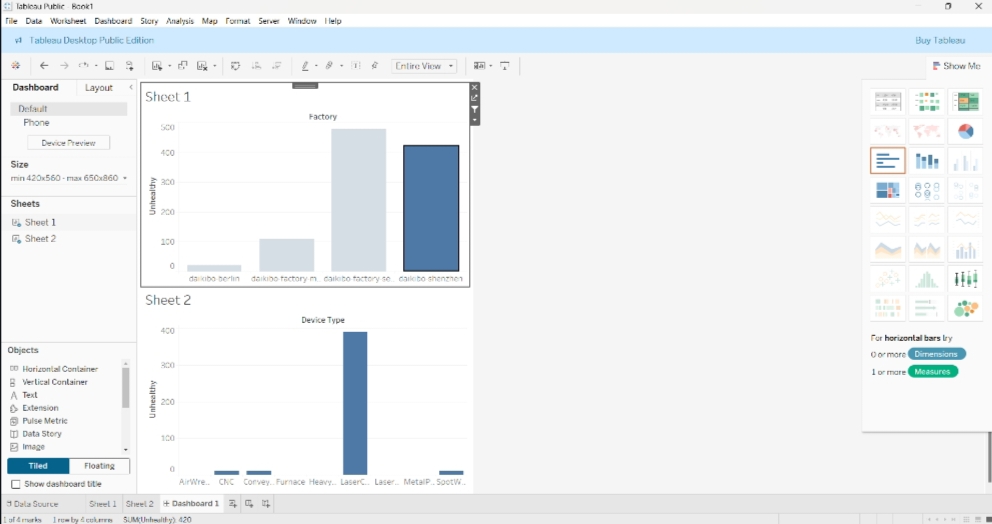 Tableau Public - Book1
File Data Worksheet Dashboard Story Analysis Map Format Server Window Help
Tableau Desktop Public Edition Buy Tableau
Entire View Show Me
Dashboard Layout
Default
Phone
Device Preview
Size
min 420x560 - max 650x860
Sheets
Sheet 1
Sheet 2
Objects
Horizontal Container
Vertical Container
Text
Extension
Pulse Metric
Data Story
Image
Tiled Floating
Show dashboard title
Sheet 1
Factory
Unhealthy
500
400
300
200
100
0
daikibo-berlin daikibo-factory-m.. daikibo-factory-se.. daikibo-shenzhen
Sheet 2
Device Type
Unhealthy
400
300
200
100
0
AirWre.. CNC Convey.. Furnace Heavy.. LaserC.. Laser.. MetalP.. SpotW..
For horizontal bars try
0 or more Dimensions
1 or more Measures
Data Source Sheet 1 Sheet 2 Dashboard 1
1 of 4 marks 1 row by 4 columns SUM(Unhealthy): 420